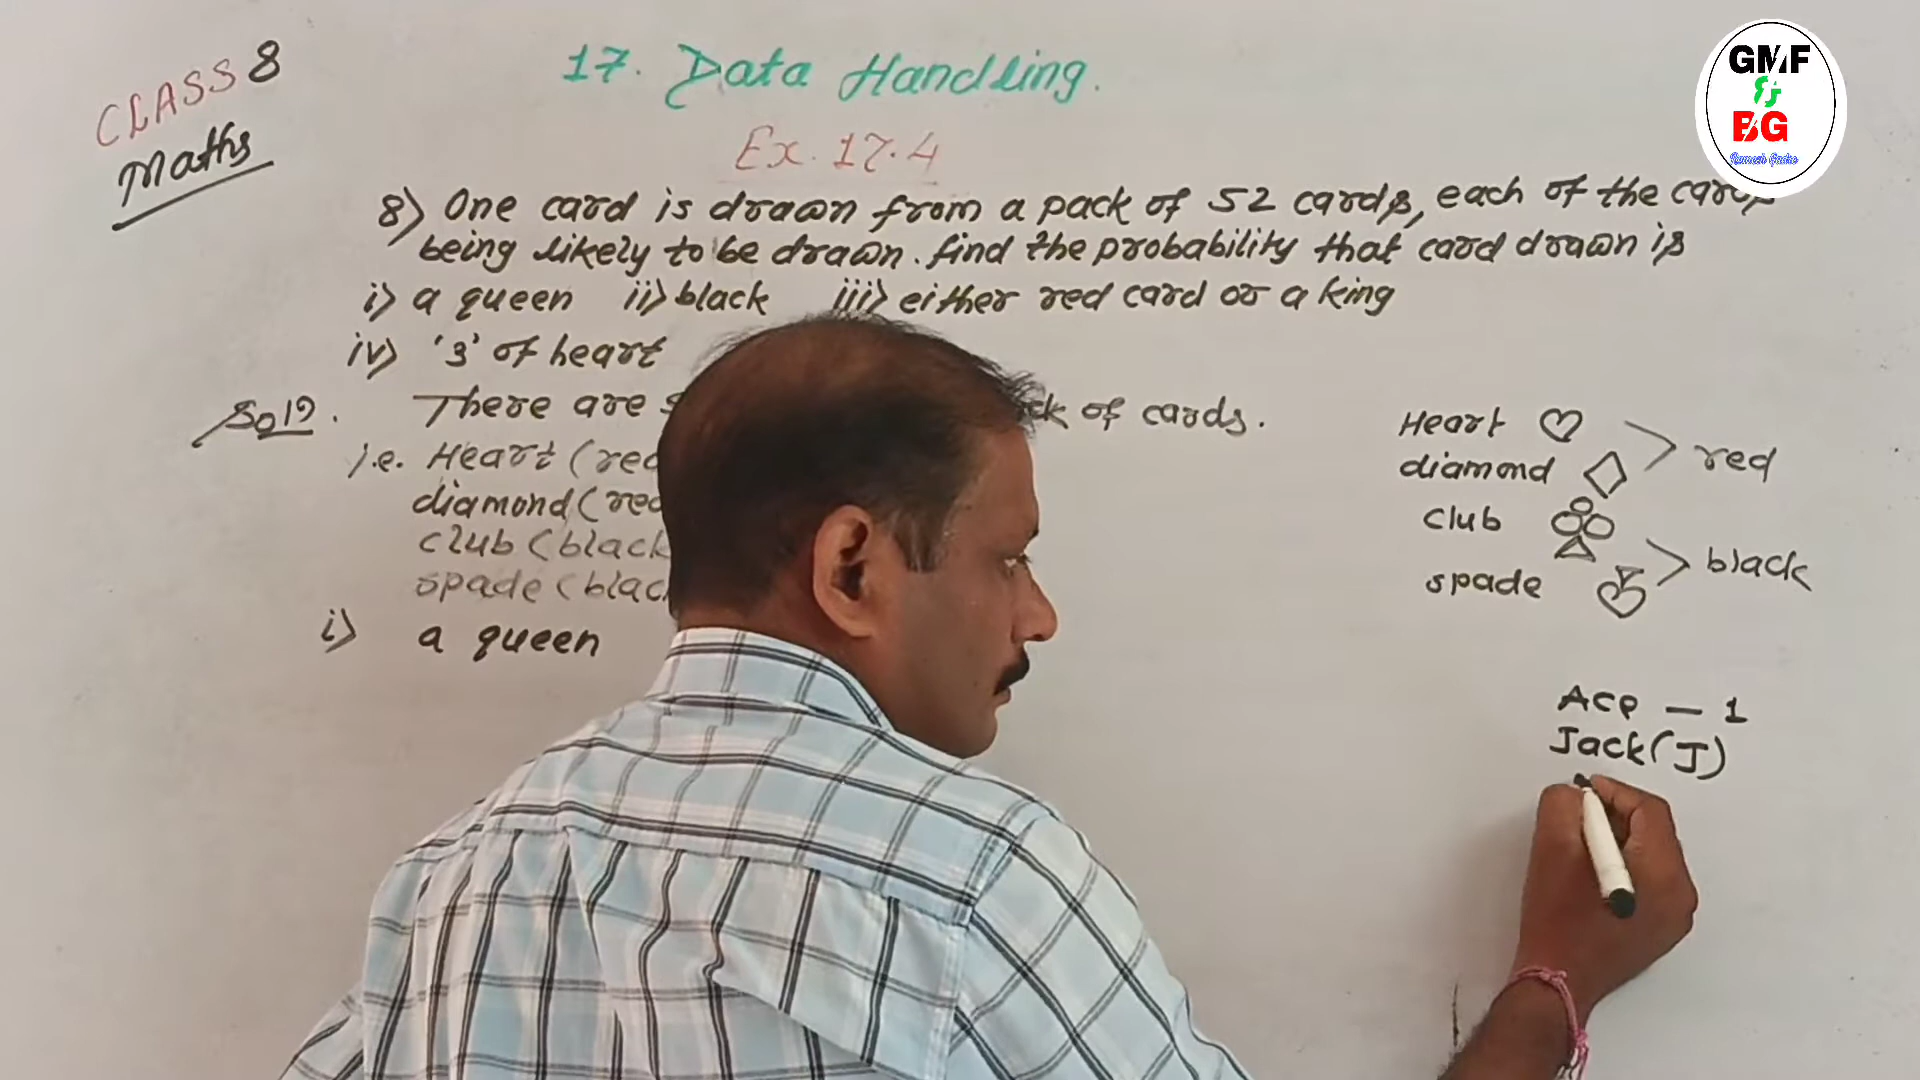 CLASS 8
Maths
17. Data Handling.
Ex. 17.4
8) One card is drawn from a pack of 52 cards, each of the cards
being likely to be drawn. find the probability that card drawn is
i) a queen ii) black iii) either red card or a king
iv) '3' of heart
Soln. There are
of cards.
i.e. Heart (red
diamond (red
club (black
spade (blac
i) a queen
Heart
diamond
red
club
spade
black
Ace — 1
Jack (J)
GMF
BG
Ramesh